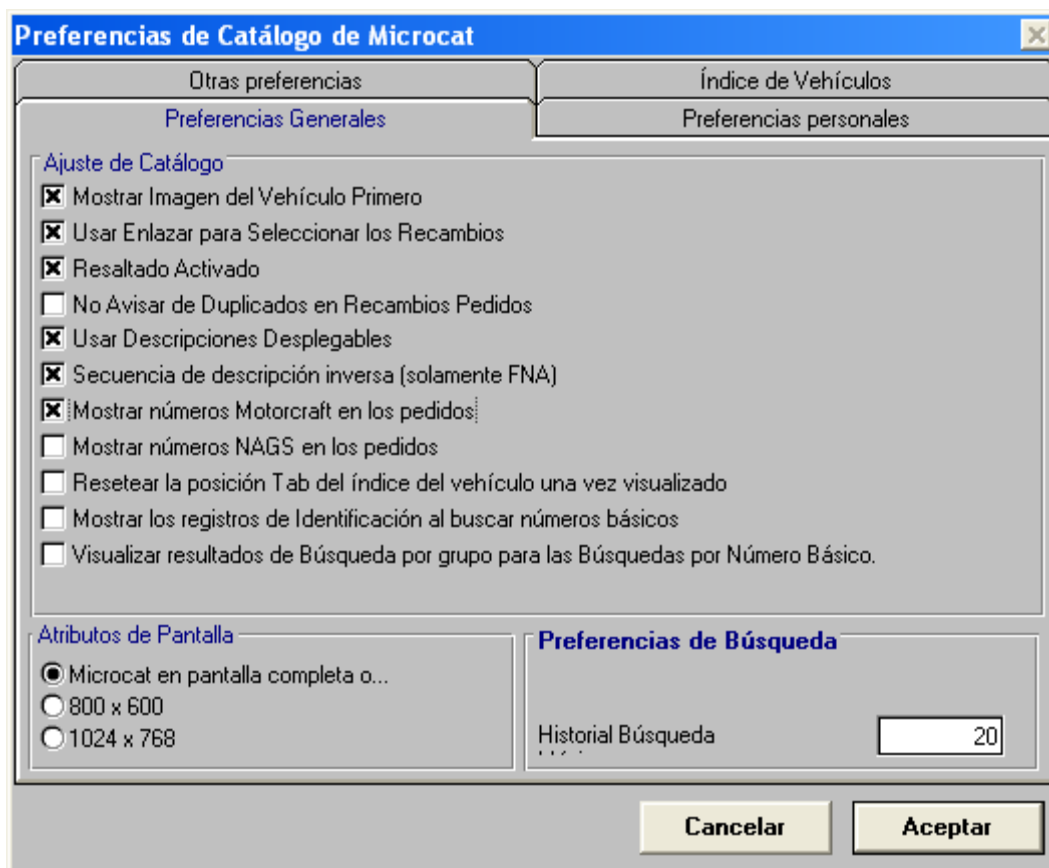 Preferencias de Catálogo de Microcat
Otras preferencias
Índice de Vehículos
Preferencias Generales
Preferencias personales
Ajuste de Catálogo
Mostrar Imagen del Vehículo Primero
Usar Enlazar para Seleccionar los Recambios
Resaltado Activado
No Avisar de Duplicados en Recambios Pedidos
Usar Descripciones Desplegables
Secuencia de descripción inversa (solamente FNA)
Mostrar números Motorcraft en los pedidos
Mostrar números NAGS en los pedidos
Resetear la posición Tab del índice del vehículo una vez visualizado
Mostrar los registros de Identificación al buscar números básicos
Visualizar resultados de Búsqueda por grupo para las Búsquedas por Número Básico.
Atributos de Pantalla
Microcat en pantalla completa o...
800 x 600
1024 x 768
Preferencias de Búsqueda
Historial Búsqueda
20
Cancelar
Aceptar